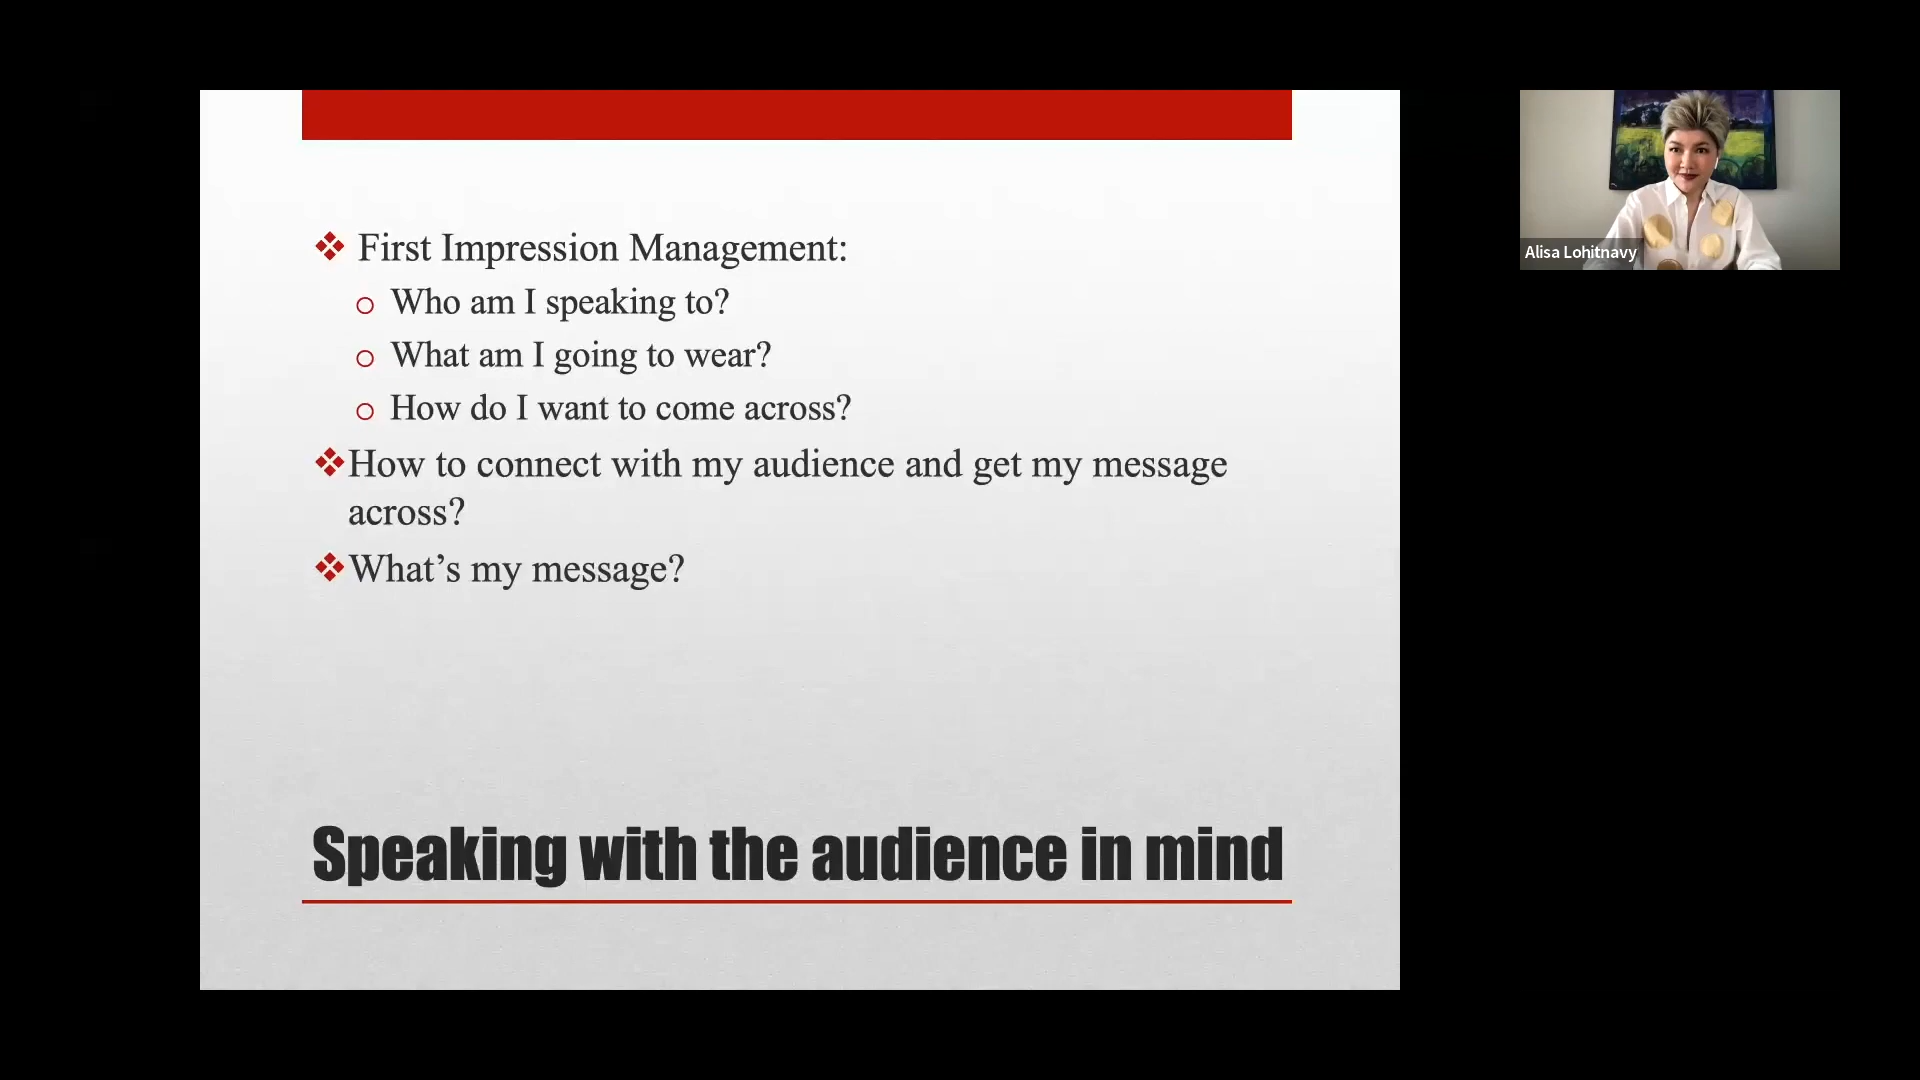 First Impression Management:
Who am I speaking to?
What am I going to wear?
How do I want to come across?
How to connect with my audience and get my message
across?
What’s my message?
Speaking with the audience in mind
Alisa Lohitnavy